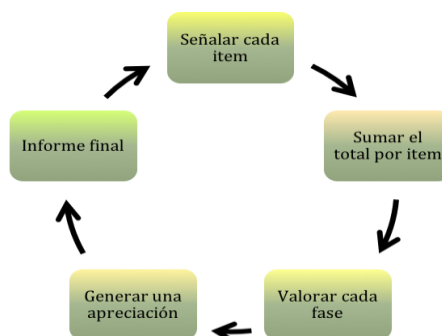 Señalar cada
item
Sumar el
total por item
Valorar cada
fase
Generar una
apreciación
Informe final